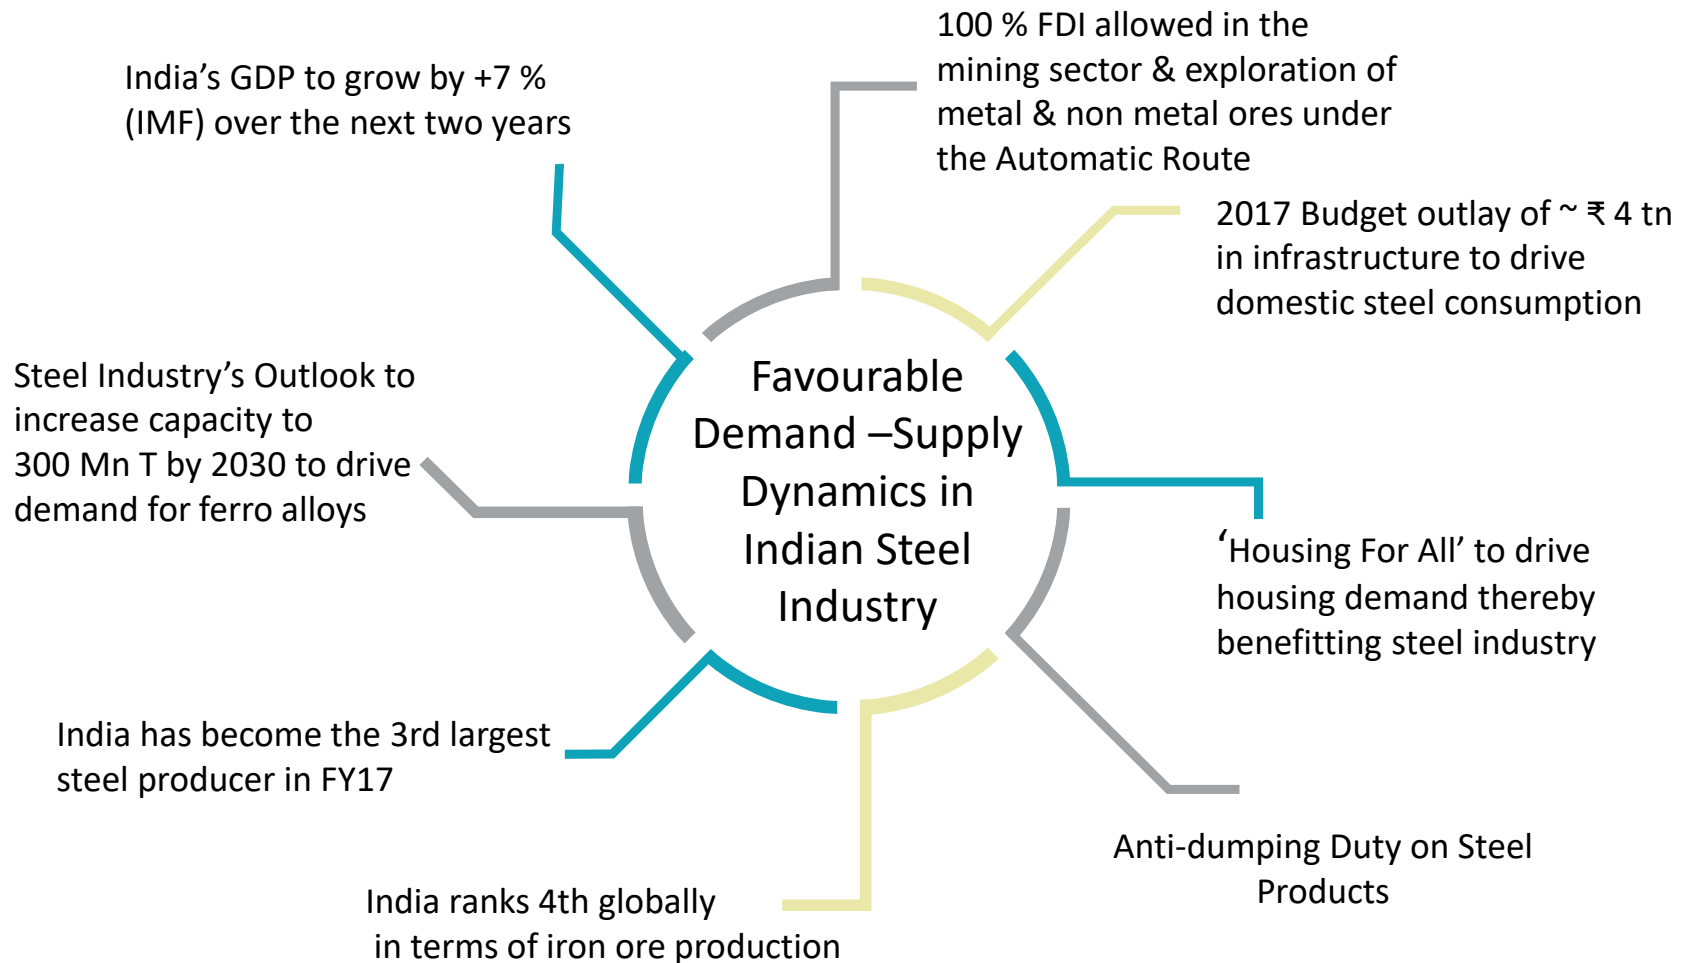 100 % FDI allowed in the
mining sector & exploration of
metal & non metal ores under
the Automatic Route
India’s GDP to grow by +7 %
(IMF) over the next two years
2017 Budget outlay of ~ ₹ 4 tn
in infrastructure to drive
domestic steel consumption
Steel Industry’s Outlook to
increase capacity to
300 Mn T by 2030 to drive
demand for ferro alloys
Favourable
Demand –Supply
Dynamics in
Indian Steel
Industry
‘Housing For All’ to drive
housing demand thereby
benefitting steel industry
India has become the 3rd largest
steel producer in FY17
Anti-dumping Duty on Steel
Products
India ranks 4th globally
in terms of iron ore production